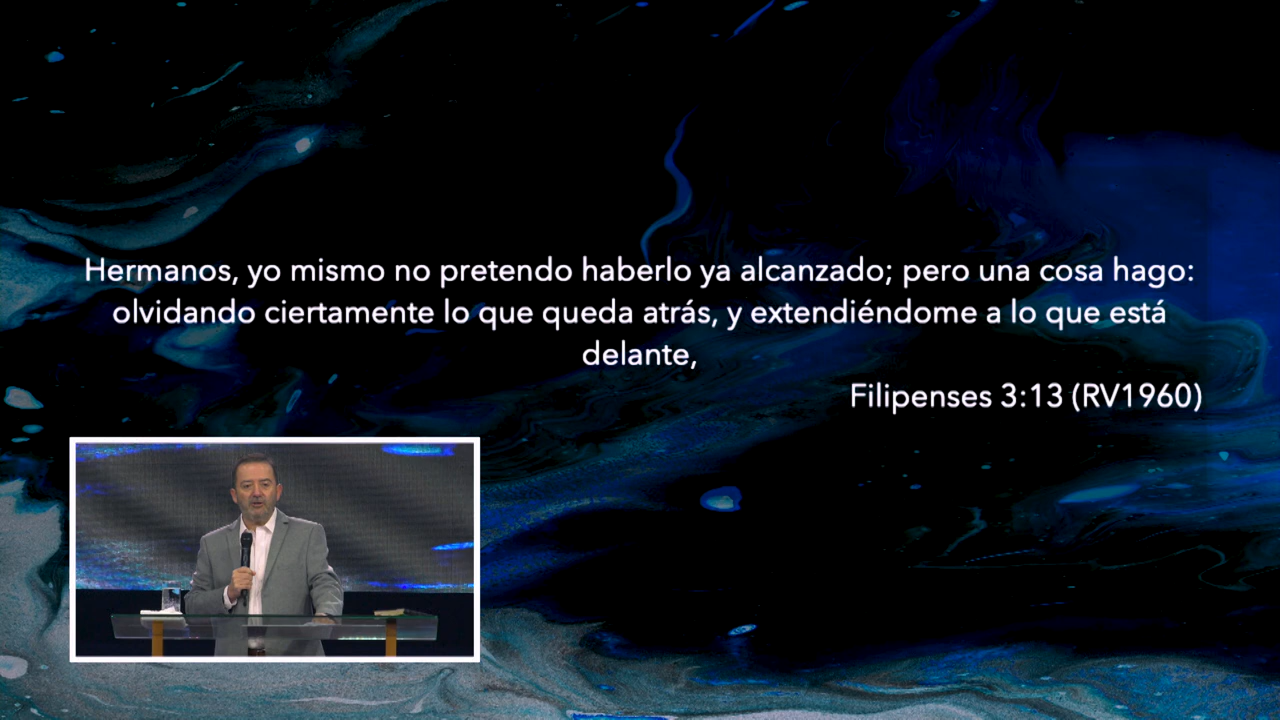 Hermanos, yo mismo no pretendo haberlo ya alcanzado; pero una cosa hago:
olvidando ciertamente lo que queda atrás, y extendiéndome a lo que está
delante,
Filipenses 3:13 (RV1960)